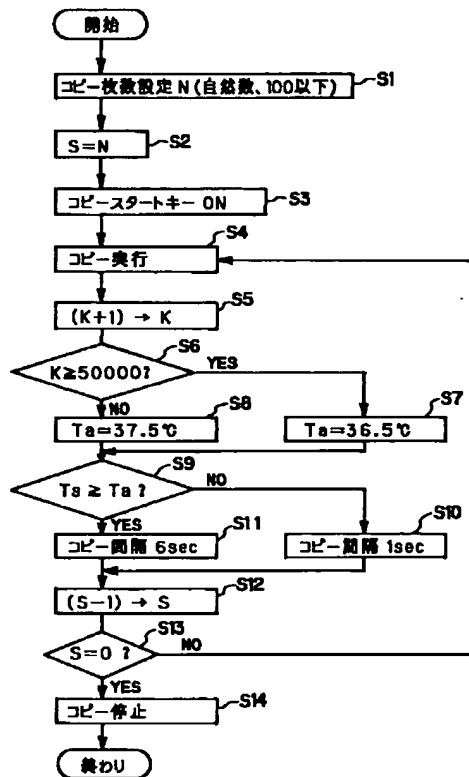 開始
コピー枚数設定 N (自然数、100以下)
S1
S=N
S2
コピースタートキー ON
S3
S4
コピー実行
S5
(K+1) → K
S6
K≧50000?
YES
NO
S8
S7
Ta=37.5℃
Ta=36.5℃
S9
Ts ≧ Ta ?
NO
YES
S11
S10
コピー間隔 6sec
コピー間隔 1sec
S12
(S-1) → S
S13
S=0 ?
NO
YES
S14
コピー停止
終わり